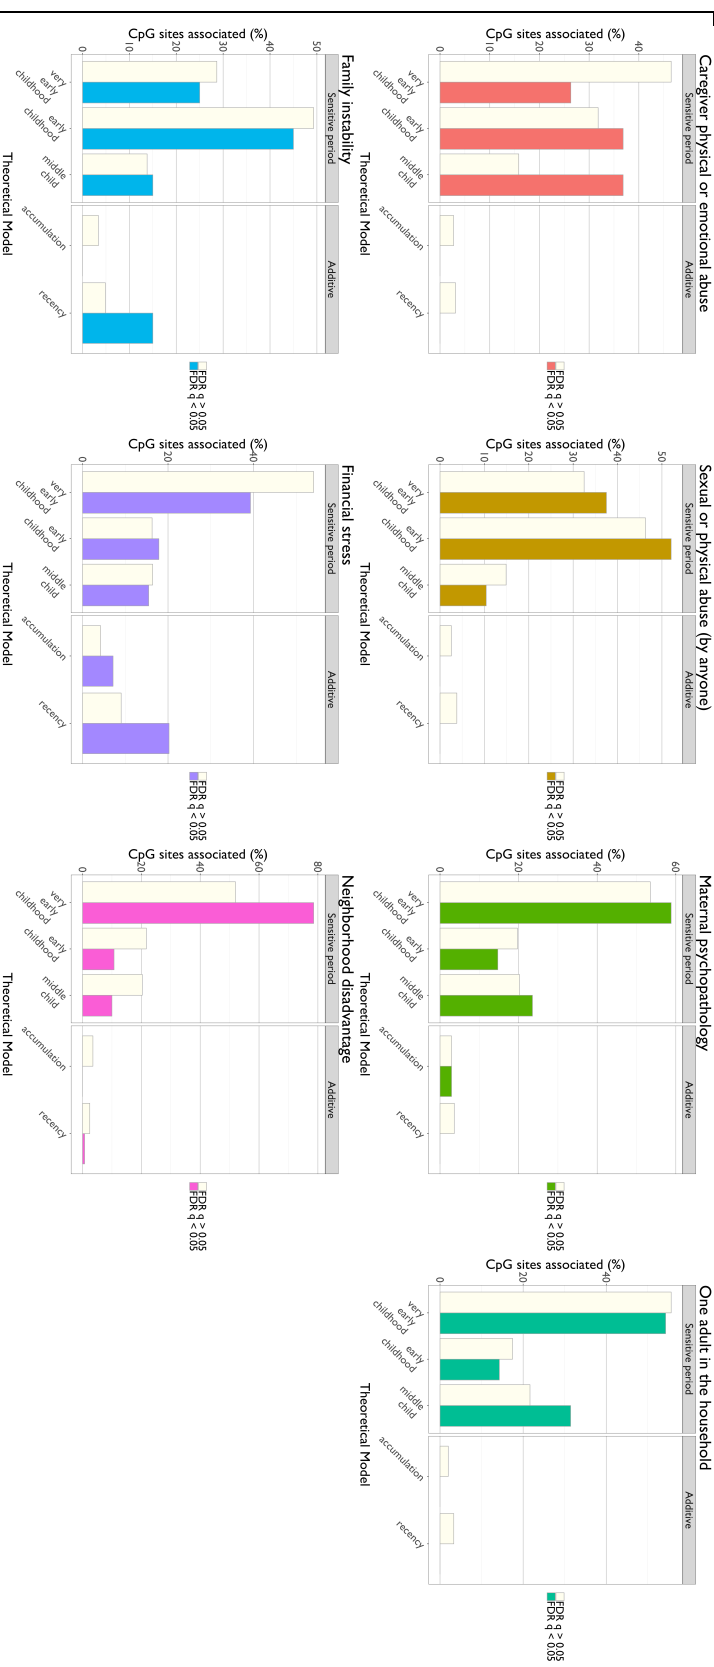 Caregiver physical or emotional abuse
Sensitive period
Additive
CpG sites associated (%)
0
10
20
30
40
very
early
childhood
early
childhood
middle
child
accumulation
recency
Theoretical Model
FDR q > 0.05
FDR q < 0.05
Sexual or physical abuse (by anyone)
Sensitive period
Additive
CpG sites associated (%)
0
10
20
30
40
50
very
early
childhood
early
childhood
middle
child
accumulation
recency
Theoretical Model
FDR q > 0.05
FDR q < 0.05
Maternal psychopathology
Sensitive period
Additive
CpG sites associated (%)
0
20
40
60
very
early
childhood
early
childhood
middle
child
accumulation
recency
Theoretical Model
FDR q > 0.05
FDR q < 0.05
One adult in the household
Sensitive period
Additive
CpG sites associated (%)
0
20
40
very
early
childhood
early
childhood
middle
child
accumulation
recency
Theoretical Model
FDR q > 0.05
FDR q < 0.05
Family instability
Sensitive period
Additive
CpG sites associated (%)
0
10
20
30
40
50
very
early
childhood
early
childhood
middle
child
accumulation
recency
Theoretical Model
FDR q > 0.05
FDR q < 0.05
Financial stress
Sensitive period
Additive
CpG sites associated (%)
0
20
40
very
early
childhood
early
childhood
middle
child
accumulation
recency
Theoretical Model
FDR q > 0.05
FDR q < 0.05
Neighborhood disadvantage
Sensitive period
Additive
CpG sites associated (%)
0
20
40
60
80
very
early
childhood
early
childhood
middle
child
accumulation
recency
Theoretical Model
FDR q > 0.05
FDR q < 0.05